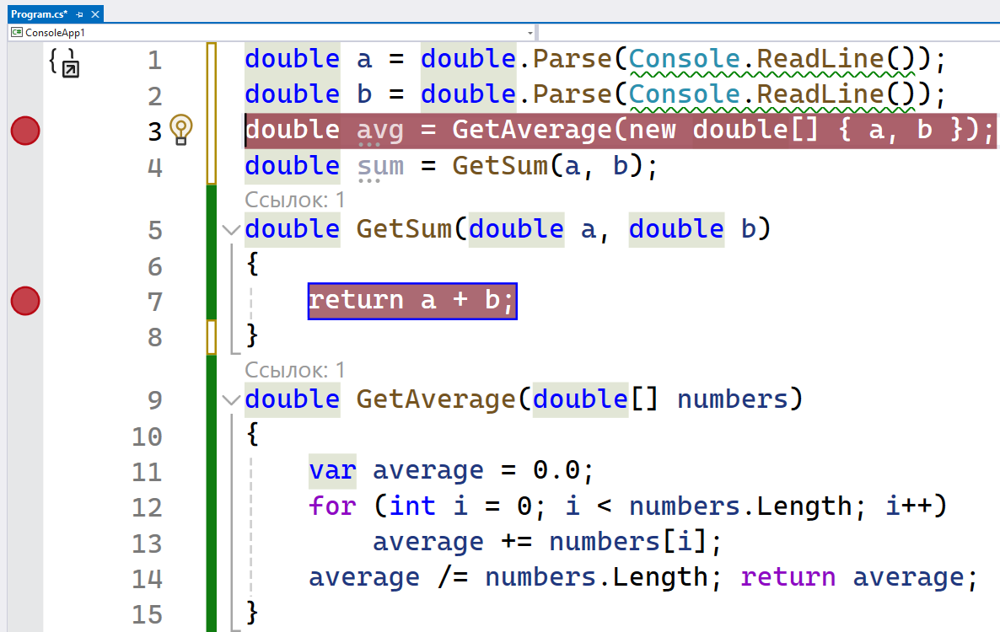 Program.cs*
C# ConsoleApp1
1 double a = double.Parse(Console.ReadLine());
2 double b = double.Parse(Console.ReadLine());
3 double avg = GetAverage(new double[] { a, b });
4 double sum = GetSum(a, b);
Ссылок: 1
5 double GetSum(double a, double b)
6 {
7 return a + b;
8 }
Ссылок: 1
9 double GetAverage(double[] numbers)
10 {
11 var average = 0.0;
12 for (int i = 0; i < numbers.Length; i++)
13 average += numbers[i];
14 average /= numbers.Length; return average;
15 }